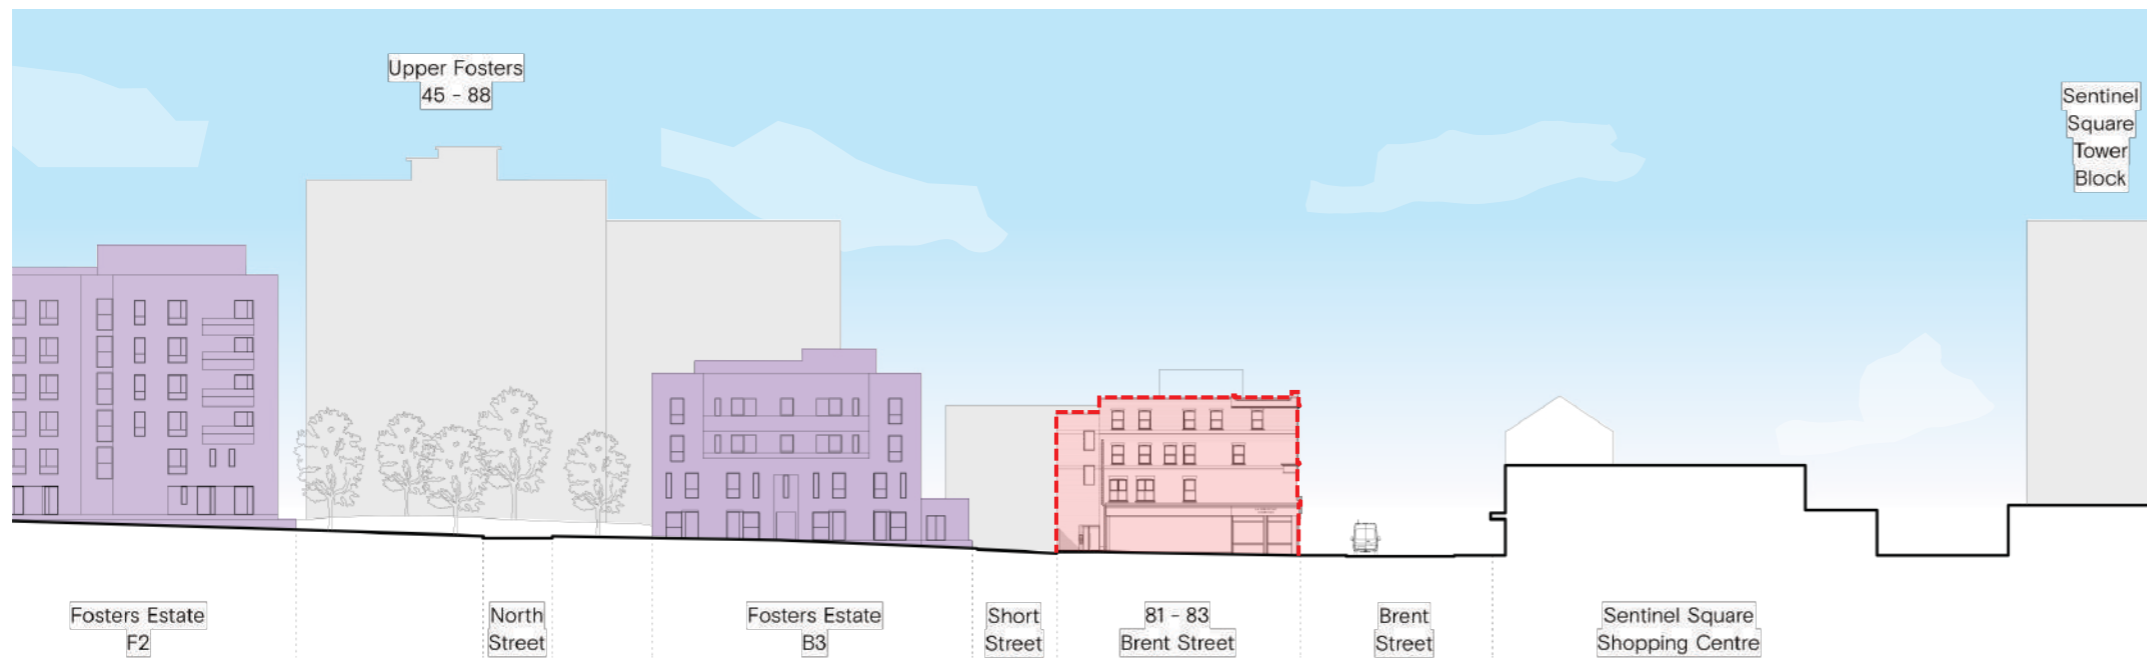 Upper Fosters
45 - 88
Sentinel
Square
Tower
Block
Fosters Estate
F2
North
Street
Fosters Estate
B3
Short
Street
81 - 83
Brent Street
Brent
Street
Sentinel Square
Shopping Centre